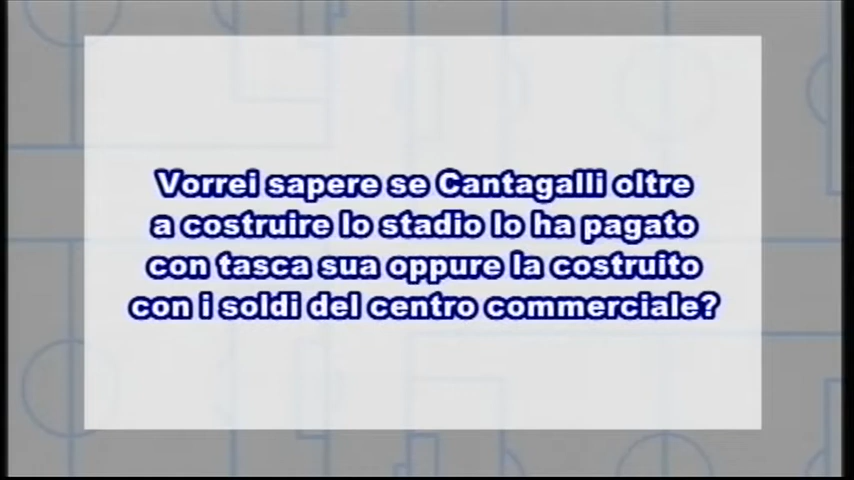 Vorrei sapere se Cantagalli oltre
a costruire lo stadio lo ha pagato
con tasca sua oppure la costruito
con i soldi del centro commerciale?